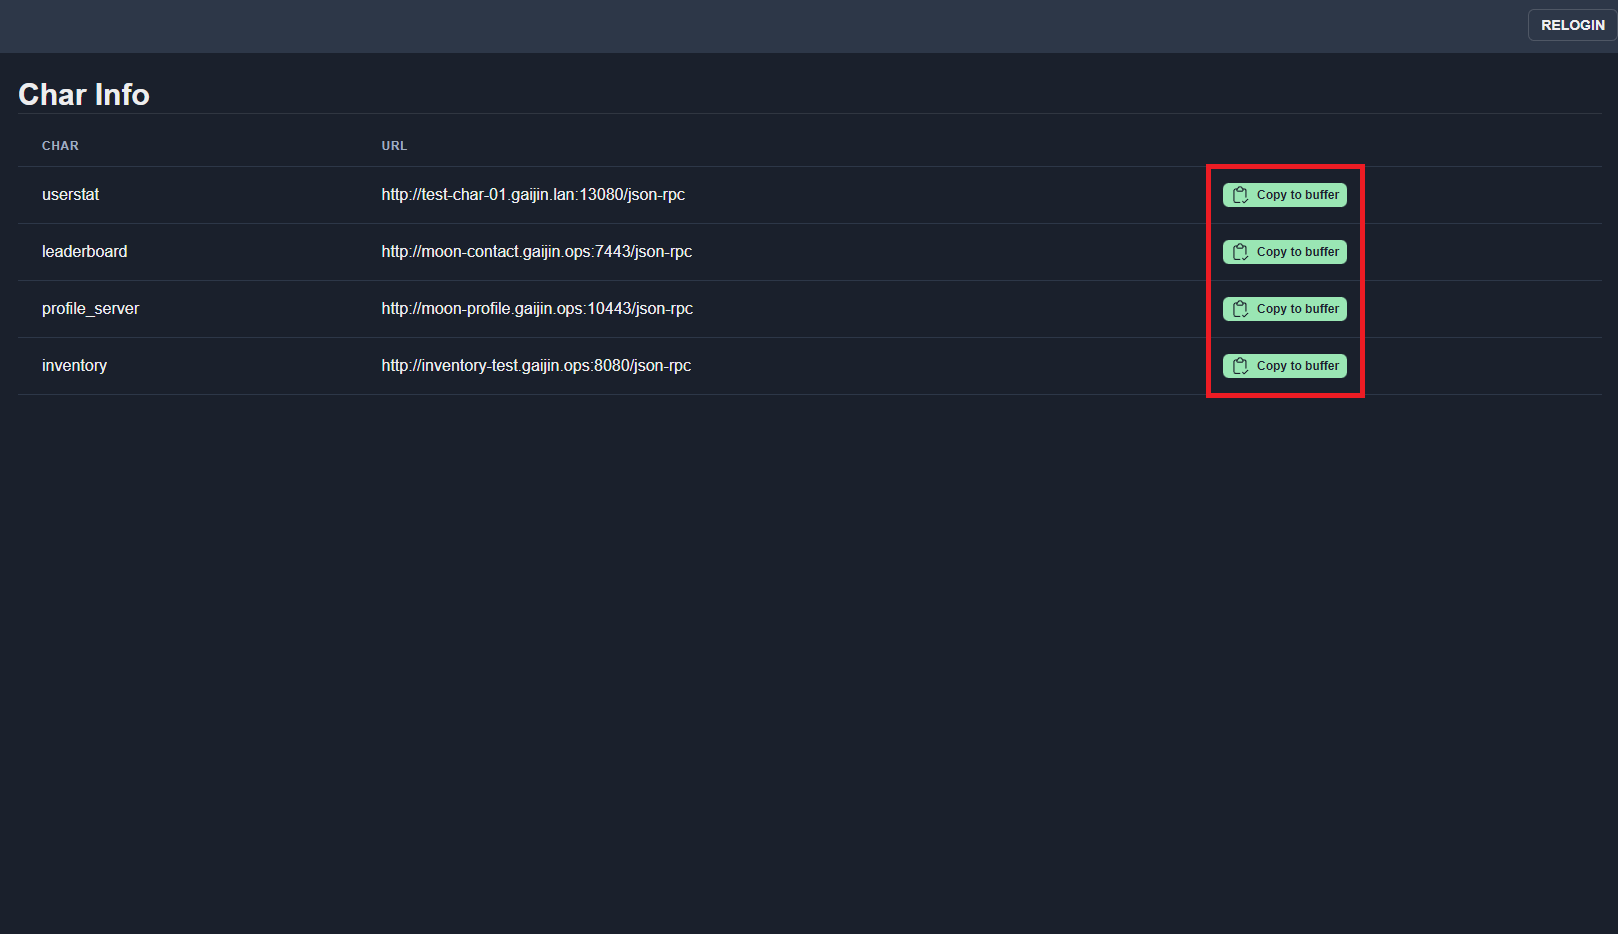 RELOGIN
Char Info
CHAR URL
userstat http://test-char-01.gaijin.lan:13080/json-rpc Copy to buffer
leaderboard http://moon-contact.gaijin.ops:7443/json-rpc Copy to buffer
profile_server http://moon-profile.gaijin.ops:10443/json-rpc Copy to buffer
inventory http://inventory-test.gaijin.ops:8080/json-rpc Copy to buffer